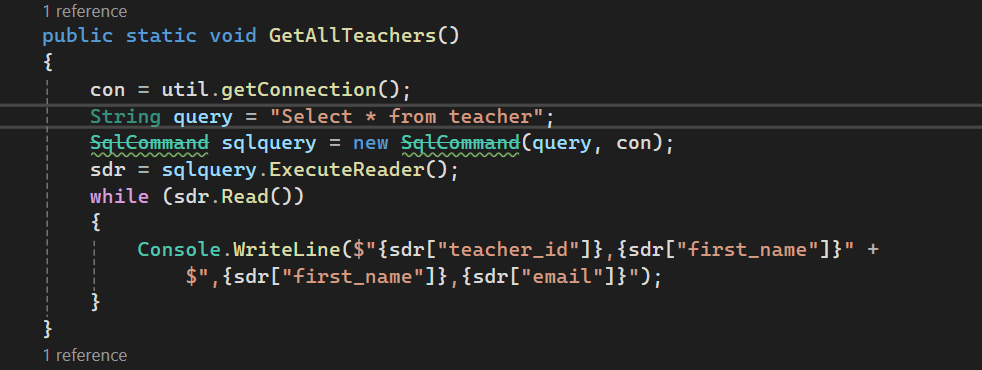 1 reference
public static void GetAllTeachers()
{
con = util.getConnection();
String query = "Select * from teacher";
SqlCommand sqlquery = new SqlCommand(query, con);
sdr = sqlquery.ExecuteReader();
while (sdr.Read())
{
Console.WriteLine($"{sdr["teacher_id"]},{sdr["first_name"]}" +
$",{sdr["first_name"]},{sdr["email"]}");
}
}
1 reference